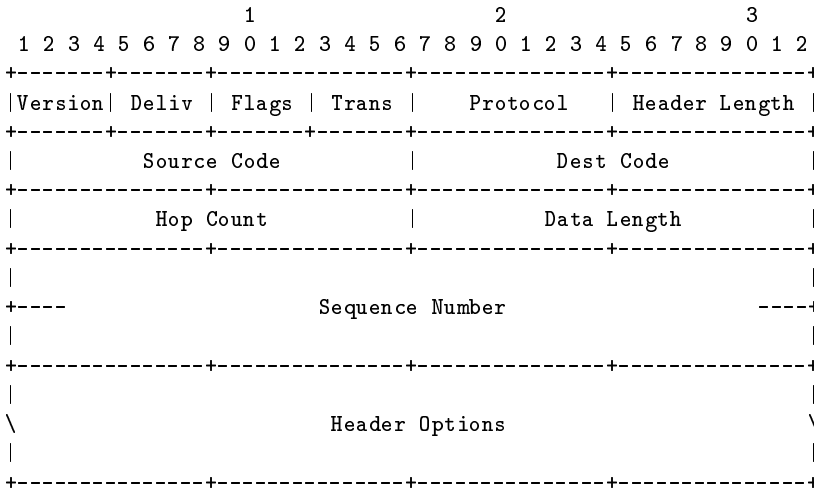 1 2 3
1 2 3 4 5 6 7 8 9 0 1 2 3 4 5 6 7 8 9 0 1 2 3 4 5 6 7 8 9 0 1 2
+-------+-------+---------------+---------------+---------------+
|Version| Deliv | Flags | Trans | Protocol | Header Length |
+-------+-------+-------+-------+---------------+---------------+
| Source Code | Dest Code |
+---------------+---------------+---------------+---------------+
| Hop Count | Data Length |
+---------------+---------------+---------------+---------------+
| |
+---- Sequence Number ----+
| |
+---------------+---------------+---------------+---------------+
| |
\ Header Options \
| |
+---------------+---------------+---------------+---------------+